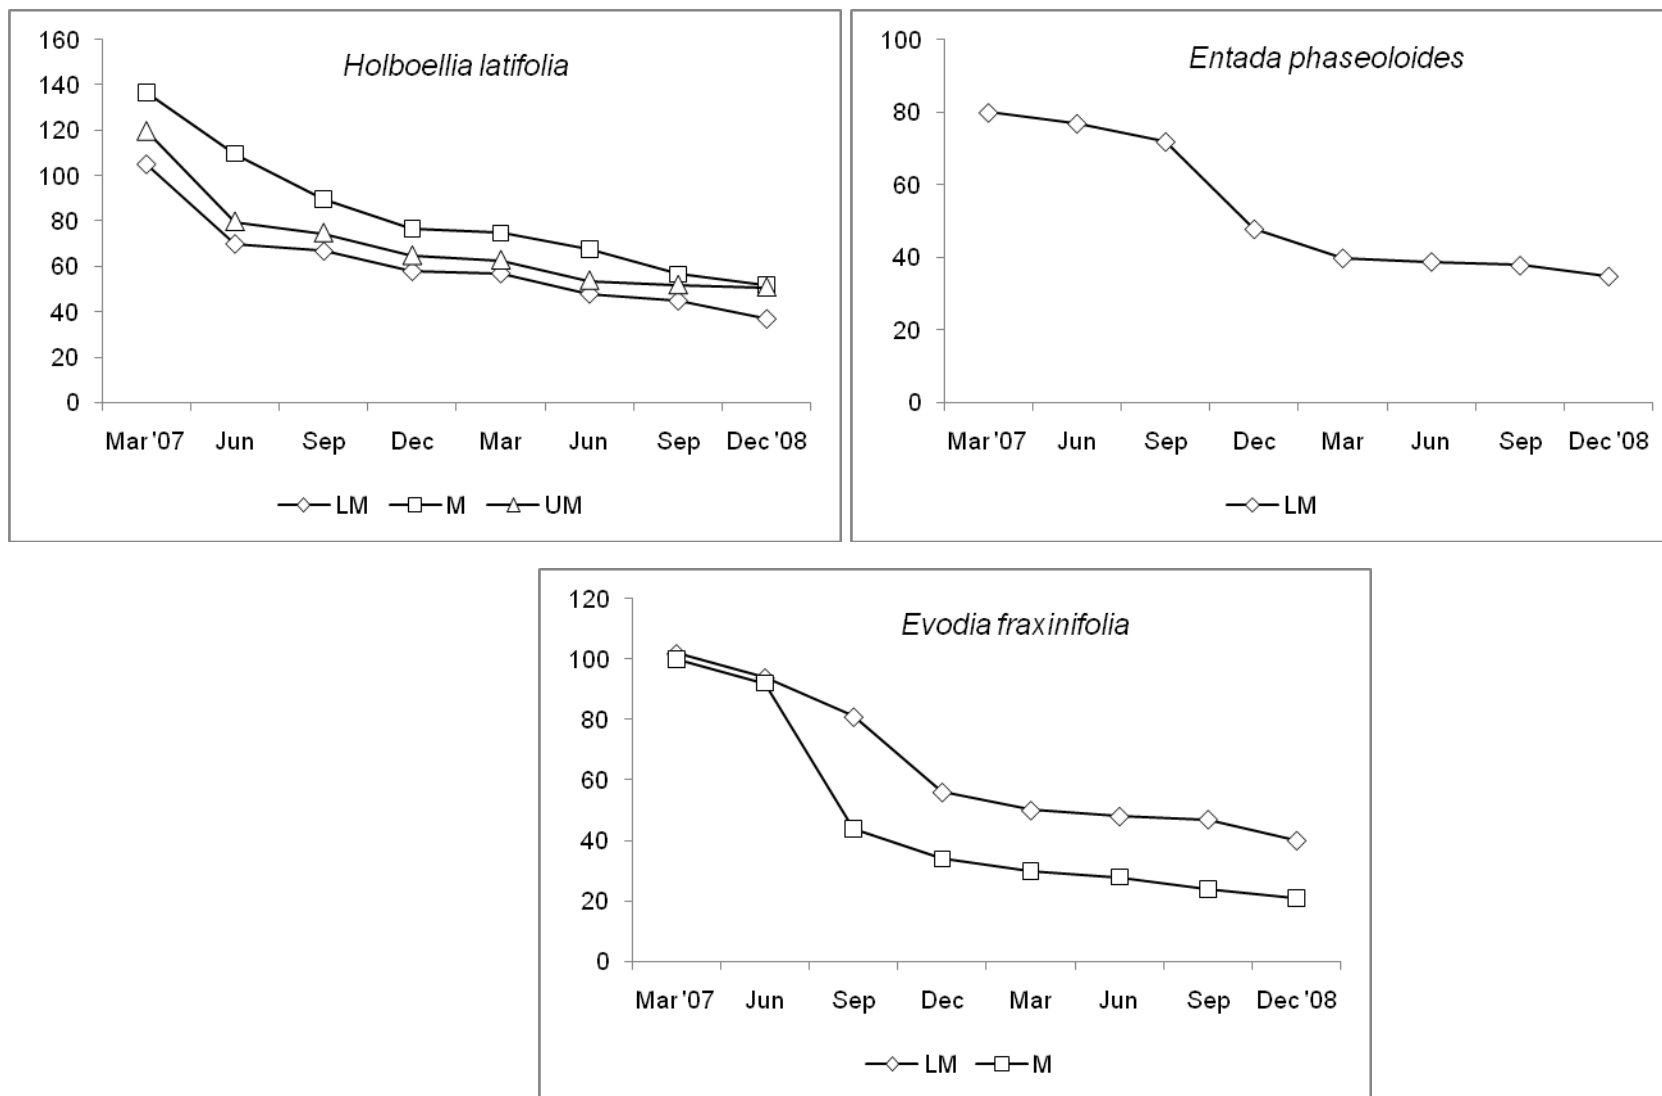 Holboellia latifolia
160
140
120
100
80
60
40
20
0
Mar '07 Jun Sep Dec Mar Jun Sep Dec '08
LM M UM
Entada phaseoloides
100
80
60
40
20
0
Mar '07 Jun Sep Dec Mar Jun Sep Dec '08
LM
Evodia fraxinifolia
120
100
80
60
40
20
0
Mar '07 Jun Sep Dec Mar Jun Sep Dec '08
LM M